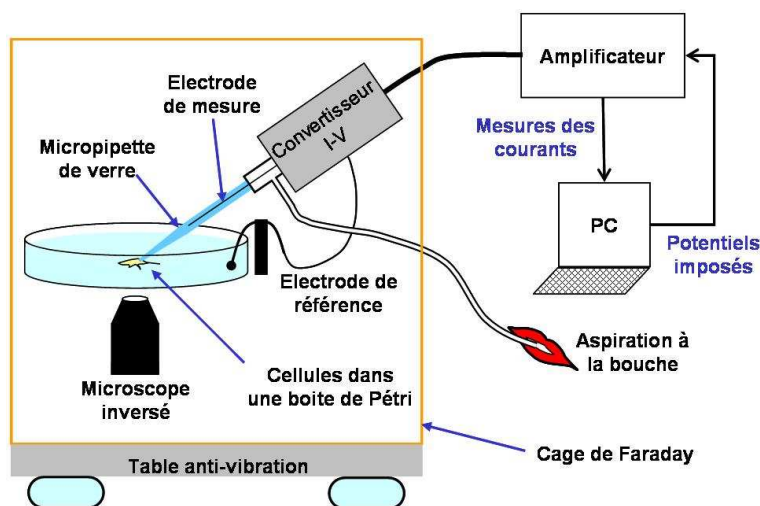 Amplificateur
Electrode
de mesure
Convertisseur
I-V
Mesures des
courants
Micropipette
de verre
PC
Potentiels
imposés
Electrode de
référence
Aspiration à
la bouche
Microscope
inversé
Cellules dans
une boite de Pétri
Cage de Faraday
Table anti-vibration